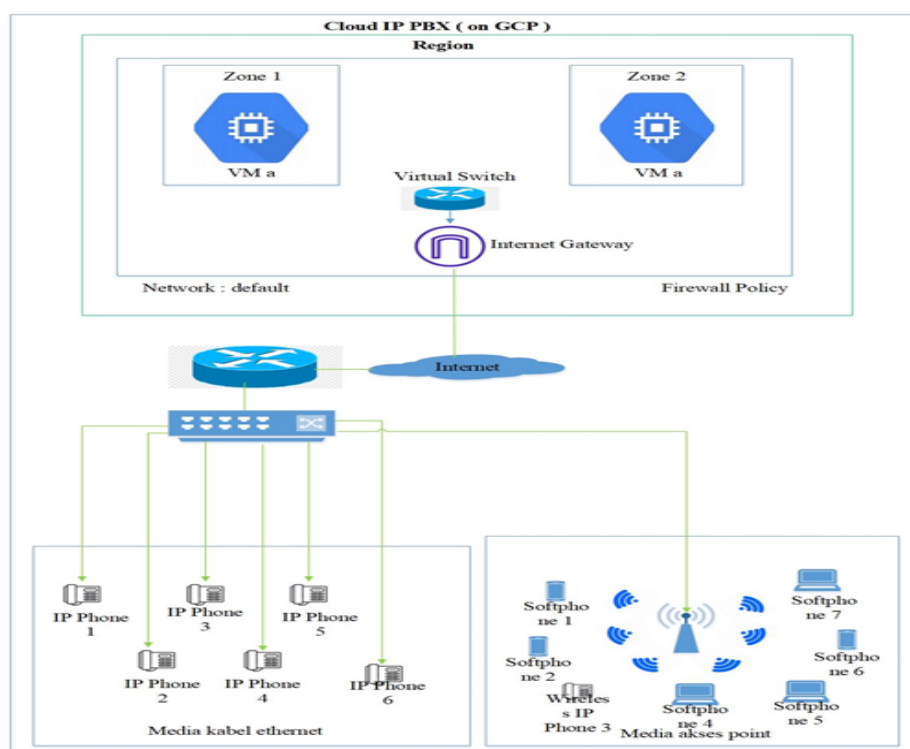 Cloud IP PBX ( on GCP )
Region
Zone 1
Zone 2
VM a
VM a
Virtual Switch
Internet Gateway
Network : default
Firewall Policy
Internet
IP Phone
1
IP Phone
3
IP Phone
5
IP Phone
2
IP Phone
4
IP Phone
6
Media kabel ethernet
Softpho
ne 1
Softpho
ne 7
Softpho
ne 2
Softpho
ne 6
Wireles
s IP
Phone 3
Softpho
ne 4
Softpho
ne 5
Media akses point